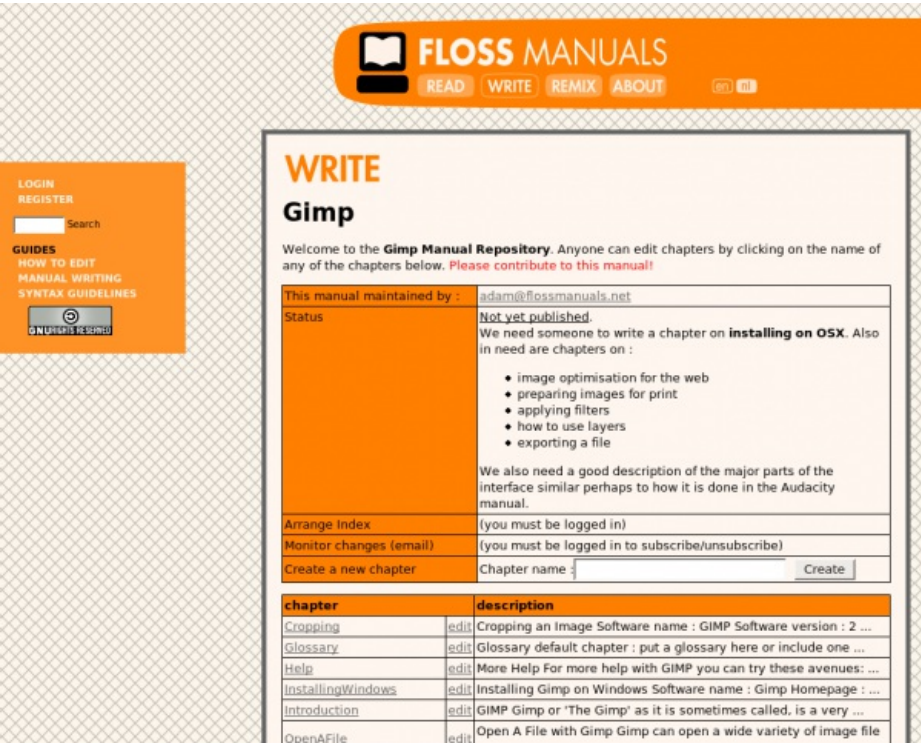 FLOSS MANUALS
READ WRITE REMIX ABOUT en nl
LOGIN
REGISTER
Search
GUIDES
HOW TO EDIT
MANUAL WRITING
SYNTAX GUIDELINES
GNURIGHTS RESERVED
WRITE
Gimp
Welcome to the Gimp Manual Repository. Anyone can edit chapters by clicking on the name of
any of the chapters below. Please contribute to this manual!
This manual maintained by : adam@flossmanuals.net
Status Not yet published.
We need someone to write a chapter on installing on OSX. Also
in need are chapters on :
• image optimisation for the web
• preparing images for print
• applying filters
• how to use layers
• exporting a file
We also need a good description of the major parts of the
interface similar perhaps to how it is done in the Audacity
manual.
Arrange Index (you must be logged in)
Monitor changes (email) (you must be logged in to subscribe/unsubscribe)
Create a new chapter Chapter name : Create
chapter description
Cropping edit Cropping an Image Software name : GIMP Software version : 2 ...
Glossary edit Glossary default chapter : put a glossary here or include one ...
Help edit More Help For more help with GIMP you can try these avenues: ...
InstallingWindows edit Installing Gimp on Windows Software name : Gimp Homepage : ...
Introduction edit GIMP Gimp or 'The Gimp' as it is sometimes called, is a very ...
OpenAFile edit Open A File with Gimp Gimp can open a wide variety of image file